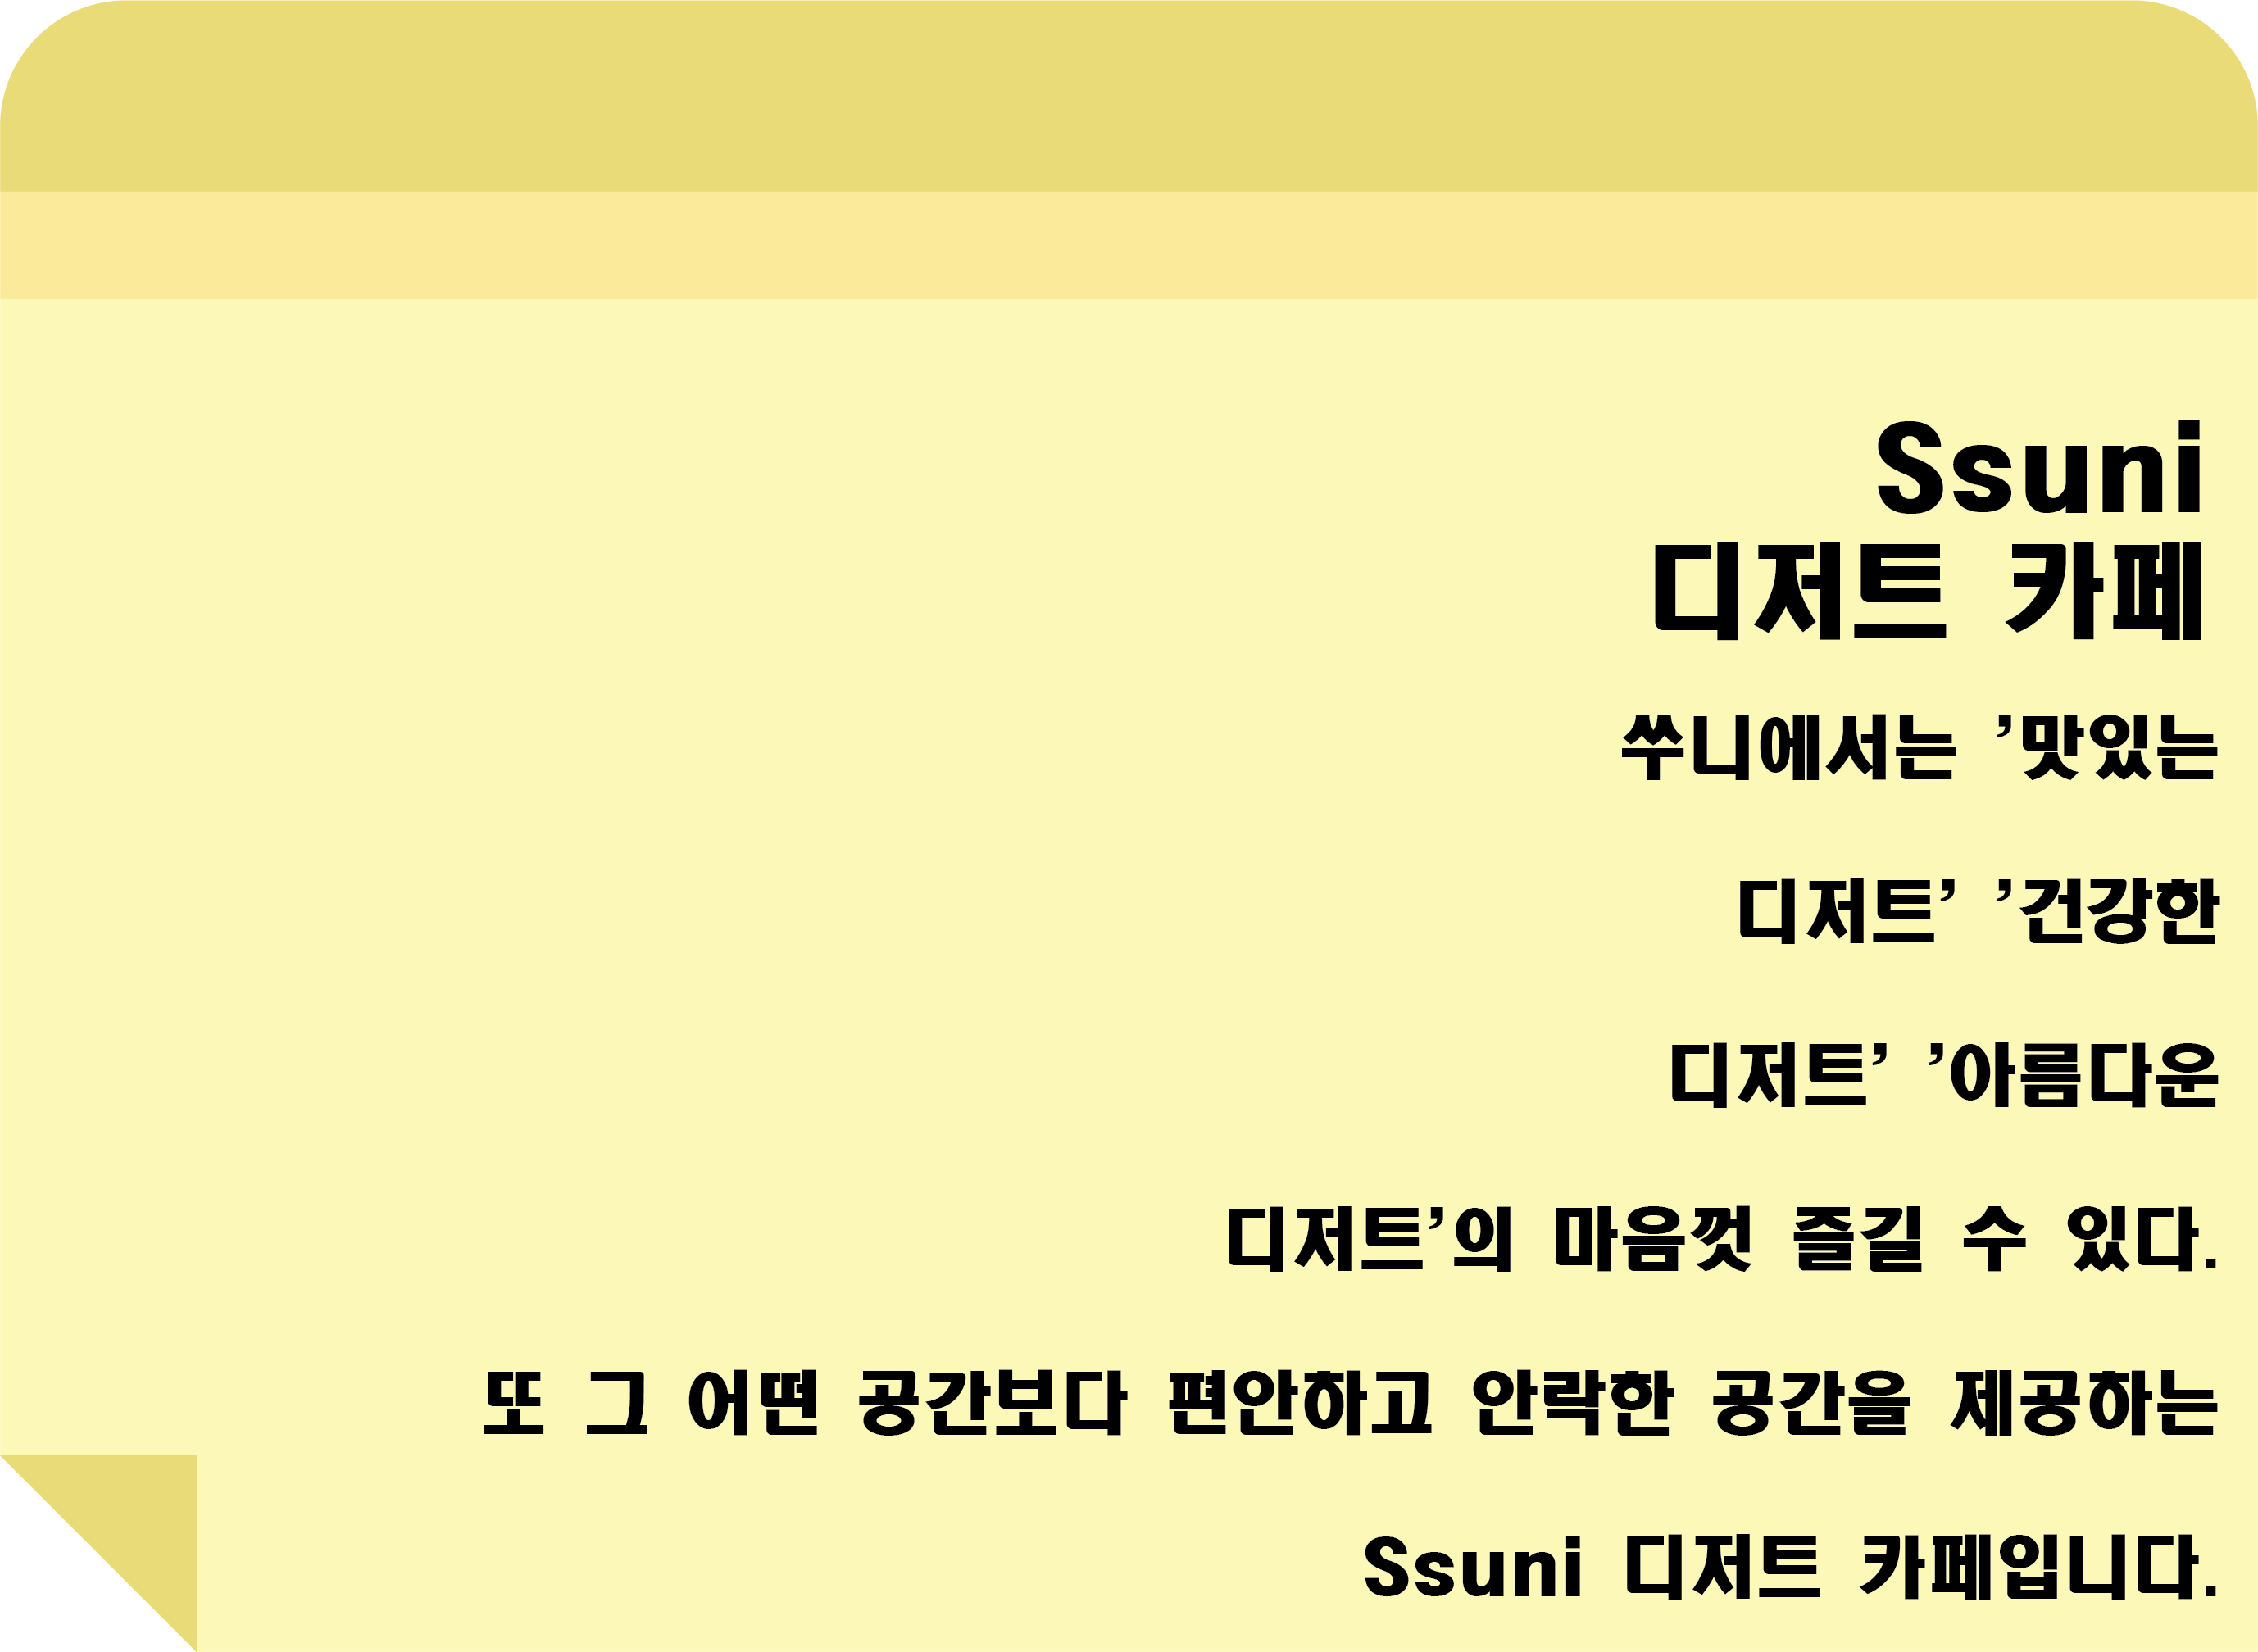 Ssuni
디저트 카페
쑤니에서는 ’맛있는
디저트’ ’건강한
디저트’ ’아름다운
디저트’의 마음껏 즐길 수 있다.
또 그 어떤 공간보다 편안하고 안락한 공간을 제공하는
Ssuni 디저트 카페입니다.